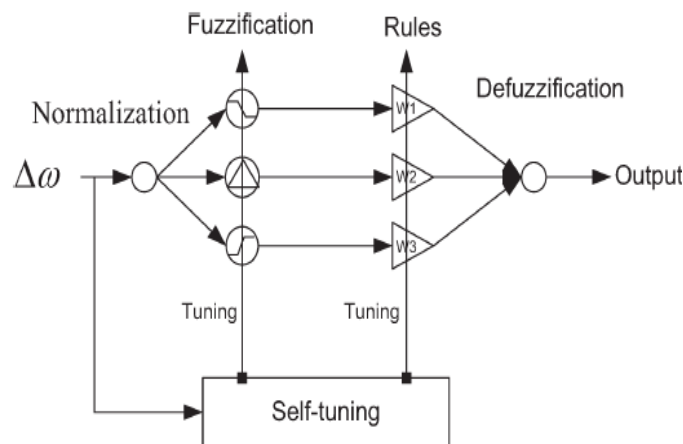 Fuzzification
Rules
Normalization
Defuzzification
W1
Δω
W2
Output
W3
Tuning
Tuning
Self-tuning